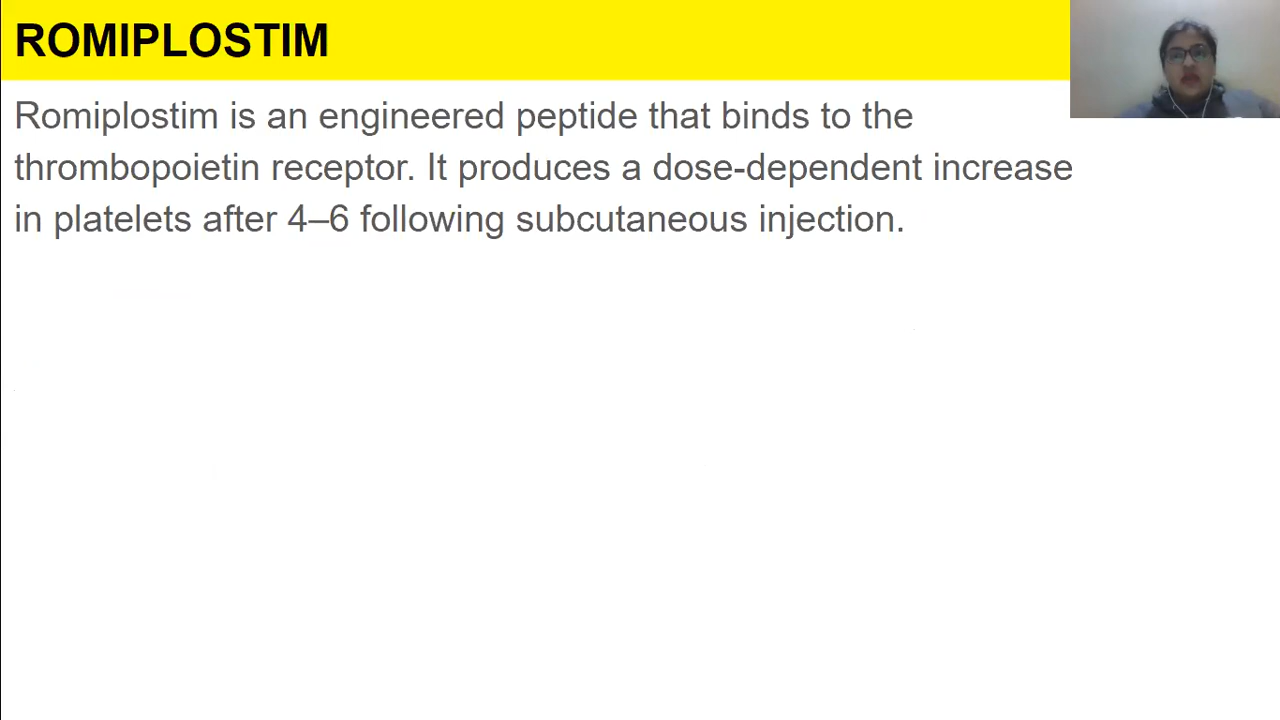 ROMIPLOSTIM
Romiplostim is an engineered peptide that binds to the
thrombopoietin receptor. It produces a dose-dependent increase
in platelets after 4–6 following subcutaneous injection.